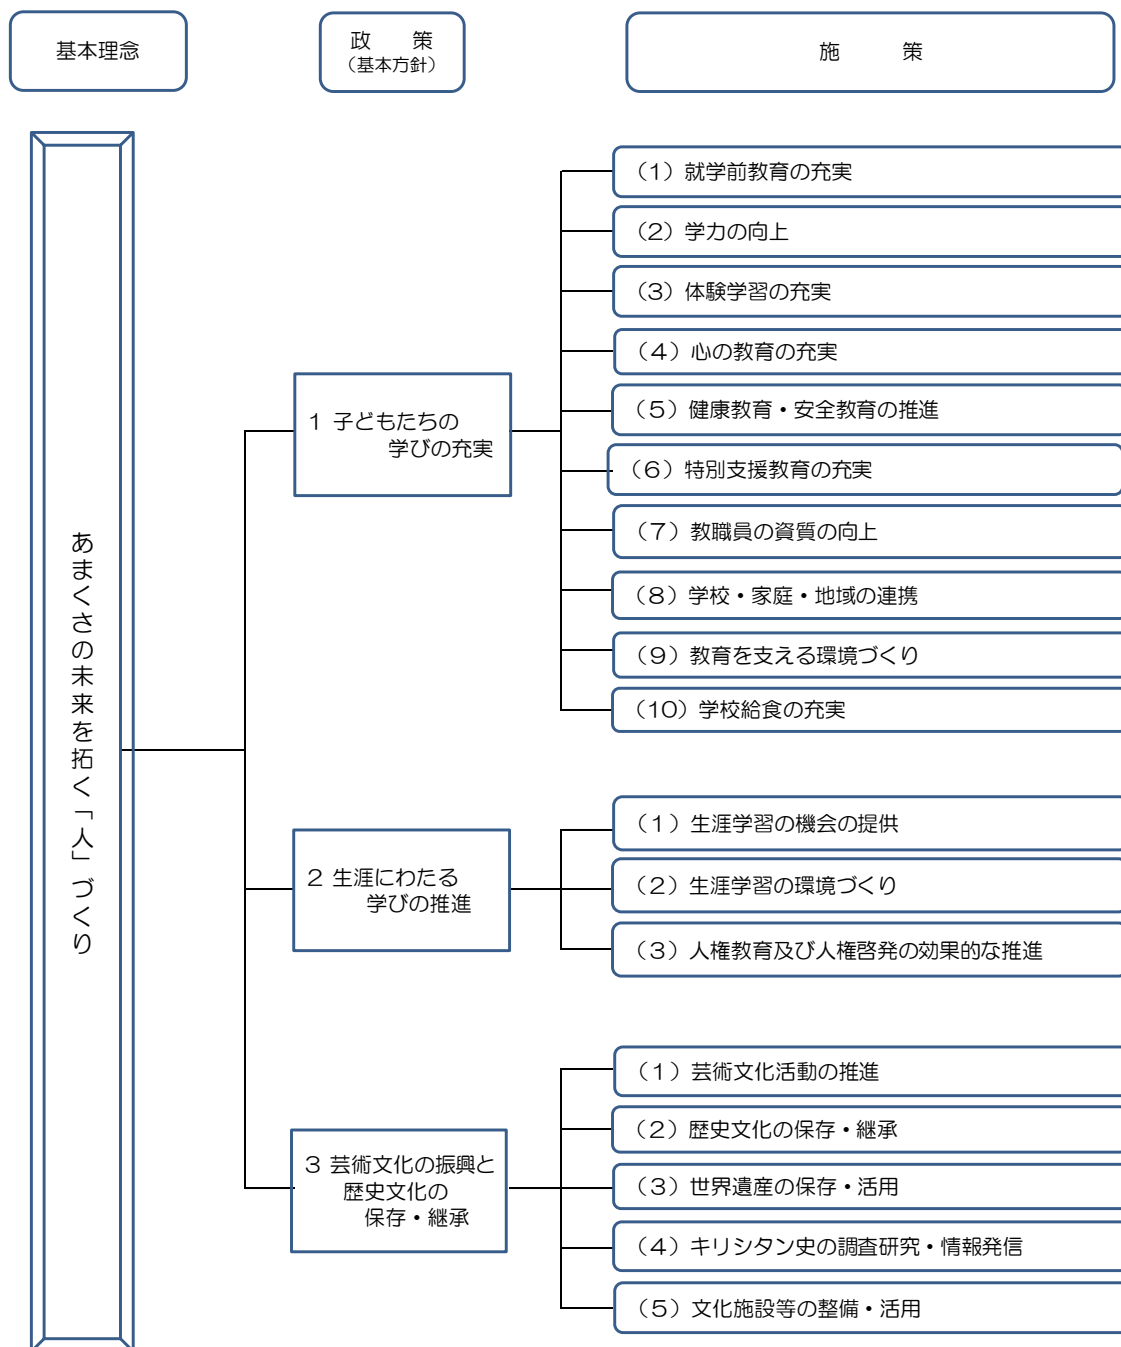 基本理念
政　　策
（基本方針）
施　　　策
あまくさの未来を拓く「人」づくり
１ 子どもたちの
学びの充実
（１）就学前教育の充実
（２）学力の向上
（３）体験学習の充実
（４）心の教育の充実
（５）健康教育・安全教育の推進
（６）特別支援教育の充実
（７）教職員の資質の向上
（８）学校・家庭・地域の連携
（９）教育を支える環境づくり
（10）学校給食の充実
２ 生涯にわたる
学びの推進
（１）生涯学習の機会の提供
（２）生涯学習の環境づくり
（３）人権教育及び人権啓発の効果的な推進
３ 芸術文化の振興と
歴史文化の
保存・継承
（１）芸術文化活動の推進
（２）歴史文化の保存・継承
（３）世界遺産の保存・活用
（４）キリシタン史の調査研究・情報発信
（５）文化施設等の整備・活用